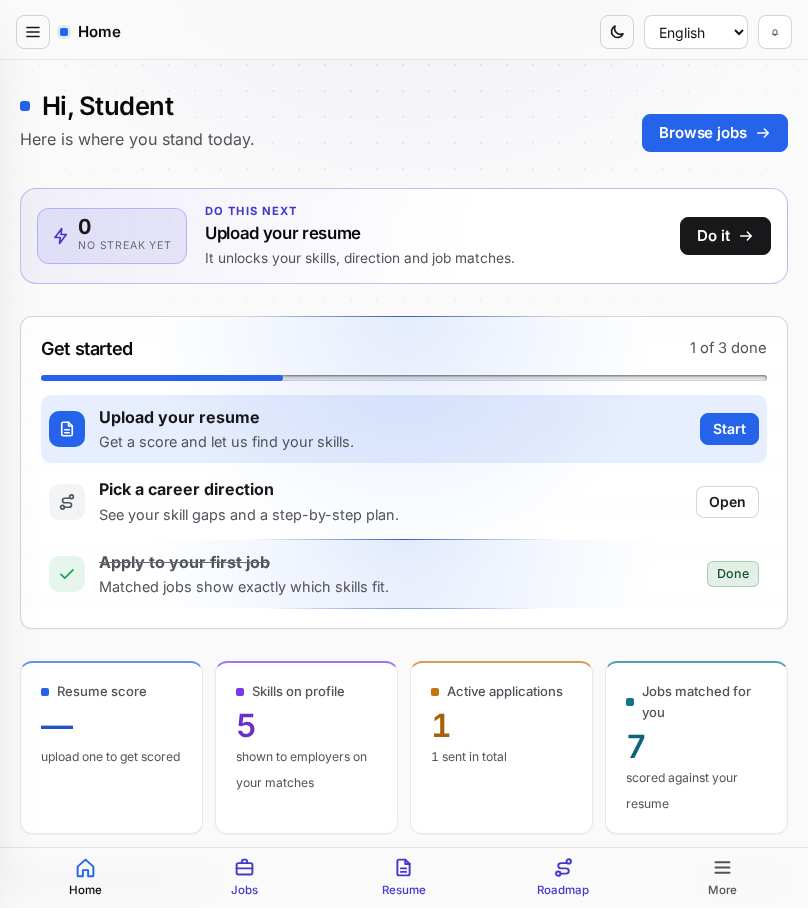 Home
English
Hi, Student
Here is where you stand today.
Browse jobs →
0
NO STREAK YET
DO THIS NEXT
Upload your resume
It unlocks your skills, direction and job matches.
Do it →
Get started
1 of 3 done
Upload your resume
Get a score and let us find your skills.
Start
Pick a career direction
See your skill gaps and a step-by-step plan.
Open
Apply to your first job
Matched jobs show exactly which skills fit.
Done
Resume score
—
upload one to get scored
Skills on profile
5
shown to employers on
your matches
Active applications
1
1 sent in total
Jobs matched for
you
7
scored against your
resume
Home
Jobs
Resume
Roadmap
More